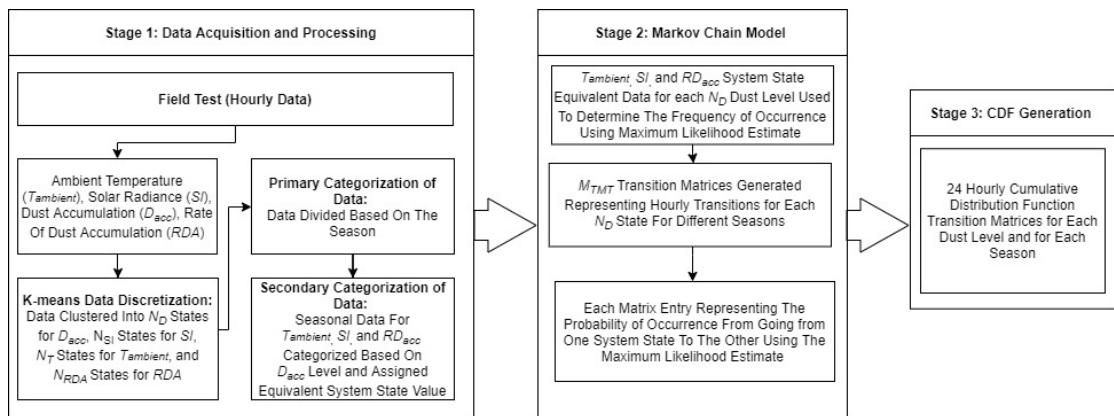 Stage 1: Data Acquisition and Processing
Field Test (Hourly Data)
Ambient Temperature
(Tambient), Solar Radiance (SI),
Dust Accumulation (Dacc), Rate
Of Dust Accumulation (RDA)
K-means Data Discretization:
Data Clustered Into ND States
for Dacc, NSI States for SI,
NT States for Tambient, and
NRDA States for RDA
Primary Categorization of
Data:
Data Divided Based On The
Season
Secondary Categorization of
Data:
Seasonal Data For
Tambient, SI, and RDacc
Categorized Based On
Dacc Level and Assigned
Equivalent System State Value
Stage 2: Markov Chain Model
Tambient, SI, and RDacc System State
Equivalent Data for each ND Dust Level Used
To Determine The Frequency of Occurrence
Using Maximum Likelihood Estimate
MTMT Transition Matrices Generated
Representing Hourly Transitions for Each
ND State For Different Seasons
Each Matrix Entry Representing The
Probability of Occurrence From Going from
One System State To The Other Using The
Maximum Likelihood Estimate
Stage 3: CDF Generation
24 Hourly Cumulative
Distribution Function
Transition Matrices for Each
Dust Level and for Each
Season